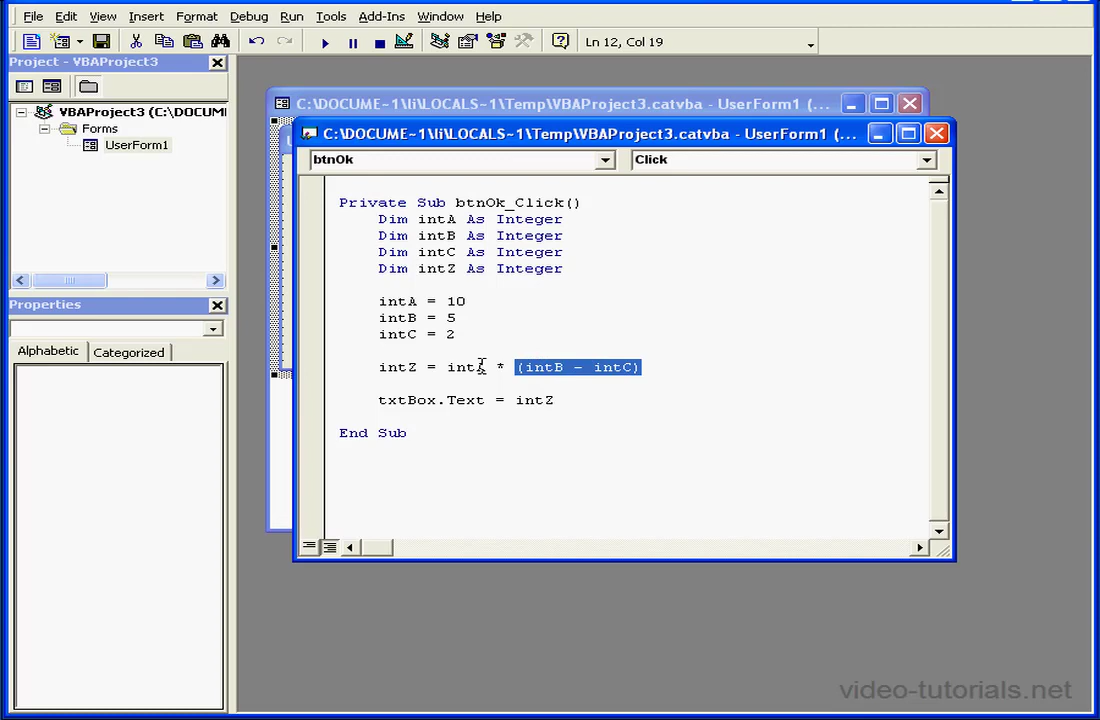 File Edit View Insert Format Debug Run Tools Add-Ins Window Help
Ln 12, Col 19
Project - VBAProject3
VBAProject3 (C:\DOCUMI
Forms
UserForm1
Properties
Alphabetic Categorized
C:\DOCUME~1\li\LOCALS~1\Temp\VBAProject3.catvba - UserForm1 (...
C:\DOCUME~1\li\LOCALS~1\Temp\VBAProject3.catvba - UserForm1 (...
btnOk Click
Private Sub btnOk_Click()
Dim intA As Integer
Dim intB As Integer
Dim intC As Integer
Dim intZ As Integer
intA = 10
intB = 5
intC = 2
intZ = intA * (intB - intC)
txtBox.Text = intZ
End Sub
video-tutorials.net